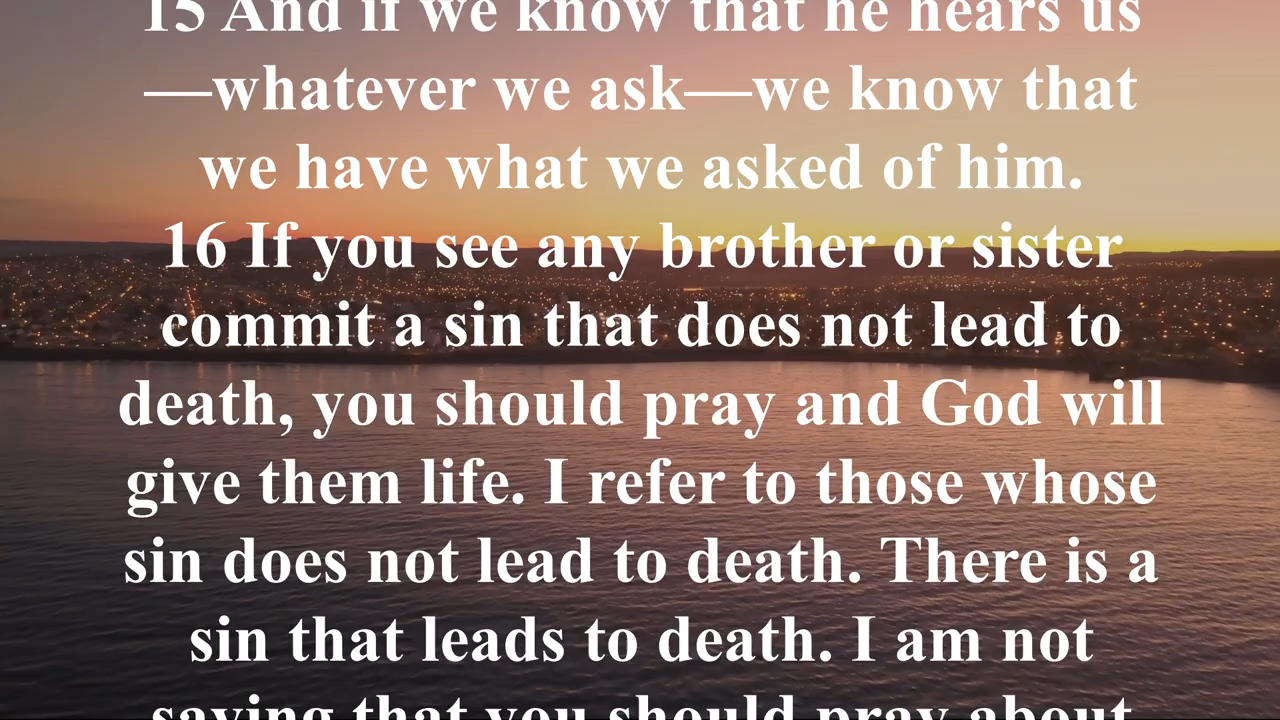 15 And if we know that he hears us
—whatever we ask—we know that
we have what we asked of him.
16 If you see any brother or sister
commit a sin that does not lead to
death, you should pray and God will
give them life. I refer to those whose
sin does not lead to death. There is a
sin that leads to death. I am not
saying that you should pray about